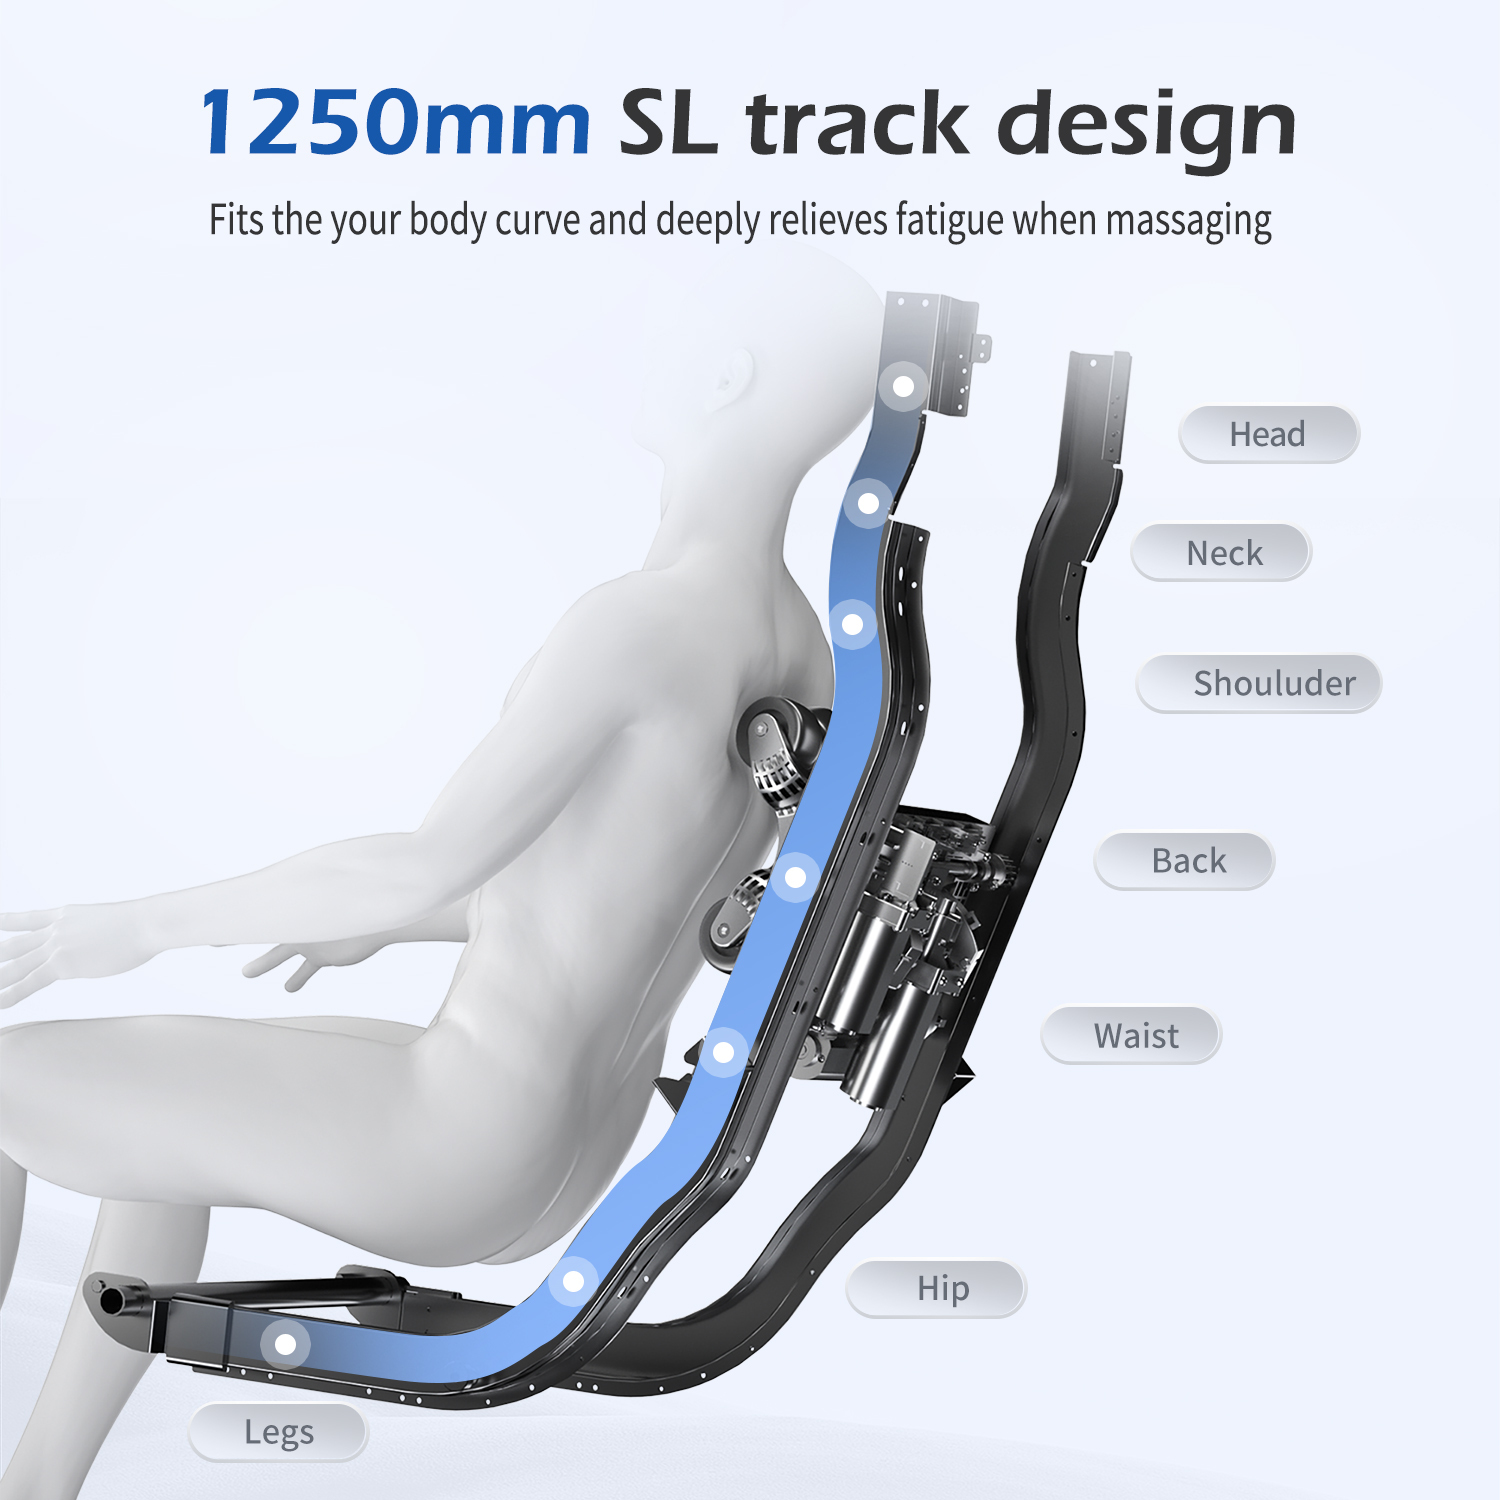 1250mm SL track design
Fits the your body curve and deeply relieves fatigue when massaging
Head
Neck
Shouluder
Back
Waist
Hip
Legs